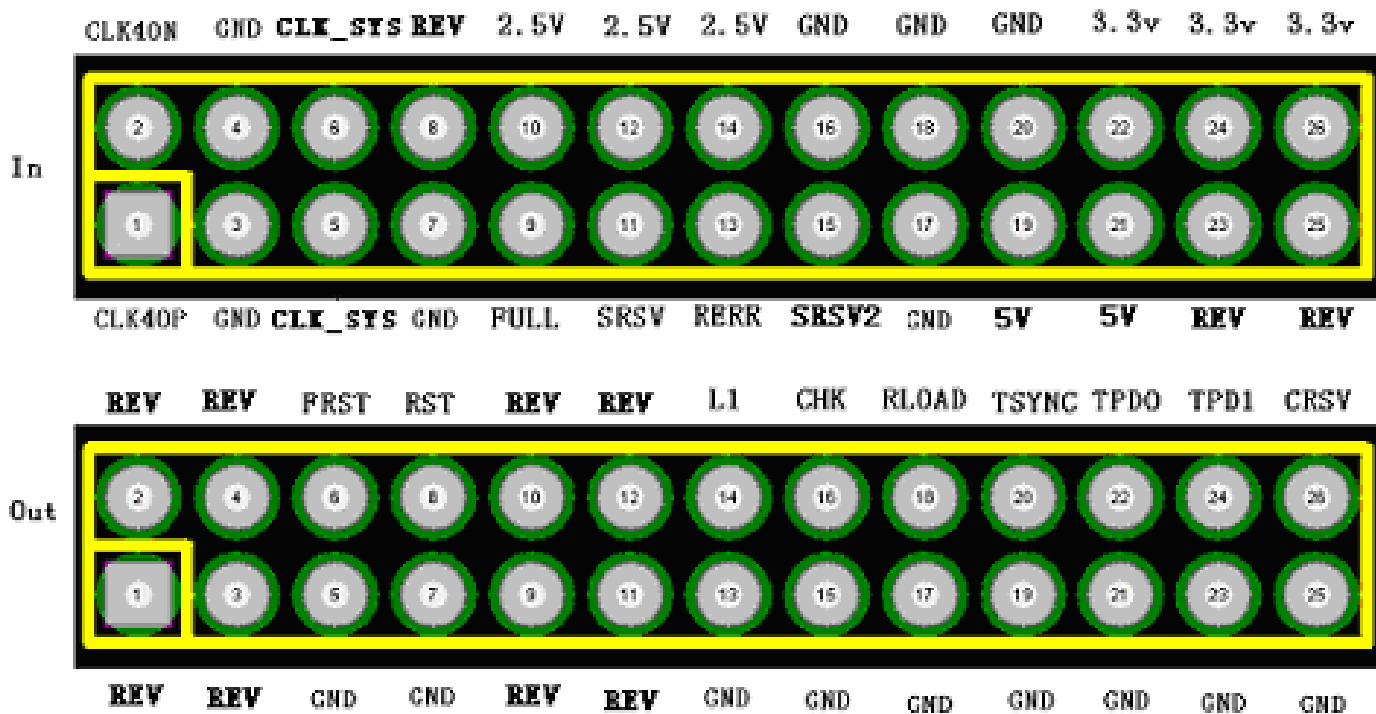 CLK40N GND CLK_SYS REV 2.5V 2.5V 2.5V GND GND GND 3.3v 3.3v 3.3v
2 4 6 8 10 12 14 16 18 20 22 24 26
In
1 3 5 7 9 11 13 15 17 19 21 23 25
CLK40P GND CLK_SYS GND FULL SRSV RERR SRSV2 GND 5V 5V REV REV
REV REV FRST RST REV REV L1 CHK RLOAD TSYNC TPD0 TPD1 CRSV
2 4 6 8 10 12 14 16 18 20 22 24 26
Out
1 3 5 7 9 11 13 15 17 19 21 23 25
REV REV GND GND REV REV GND GND GND GND GND GND GND